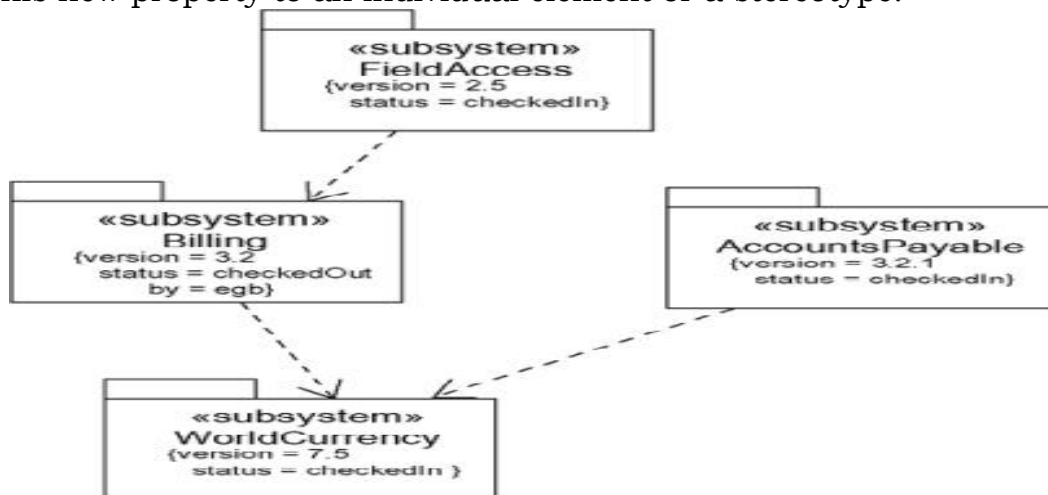 this new property to an individual element or a stereotype.
«subsystem»
FieldAccess
{version = 2.5
status = checkedIn}
«subsystem»
Billing
{version = 3.2
status = checkedOut
by = egb}
«subsystem»
AccountsPayable
{version = 3.2.1
status = checkedIn}
«subsystem»
WorldCurrency
{version = 7.5
status = checkedIn }